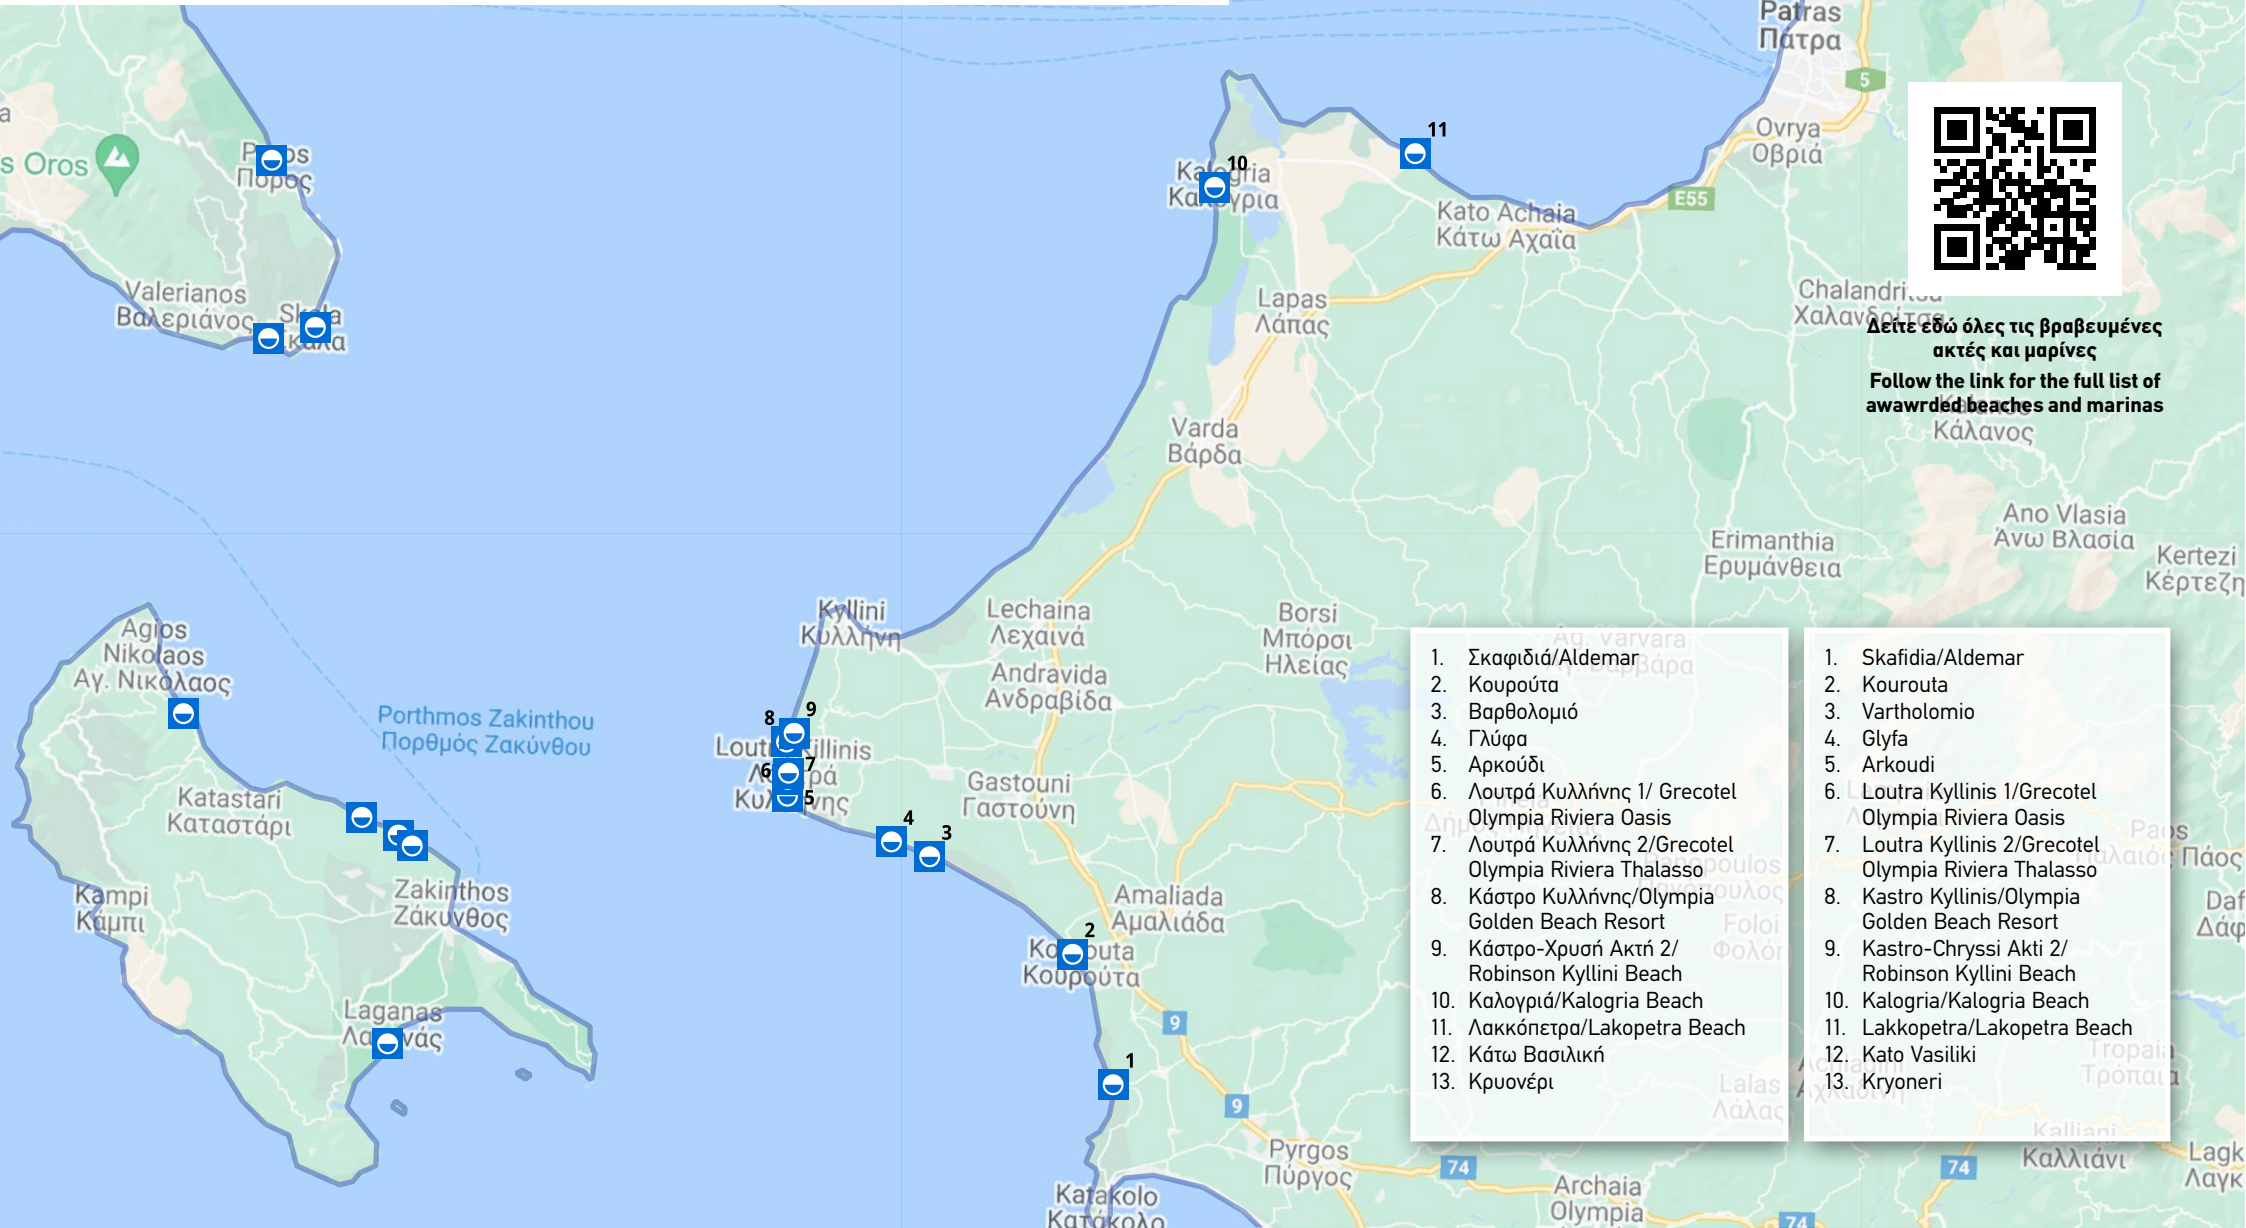 Patras
Πάτρα
5
Ovrya
Οβριά
11
10
Kato Achaia
Κάτω Αχαΐα
E55
s Oros
Πόρος
Valerianos
Βαλεριάνος
Lapas
Λάπας
Δείτε εδώ όλες τις βραβευμένες
ακτές και μαρίνες
Follow the link for the full list of
awawrded beaches and marinas
Κάλανος
Varda
Βάρδα
Ano Vlasia
Άνω Βλασία
Erimanthia
Ερυμάνθεια
Kertezi
Κέρτεζη
Kyllini
Κυλλήνη
Lechaina
Λεχαινά
Borsi
Μπόρσι
Ηλείας
Andravida
Ανδραβίδα
Agios
Nikolaos
Αγ. Νικόλαος
Porthmos Zakinthou
Πορθμός Ζακύνθου
8
9
6
7
5
Gastouni
Γαστούνη
4
3
Katastari
Καταστάρι
Kampi
Κάμπι
Zakinthos
Ζάκυνθος
Amaliada
Αμαλιάδα
2
Κουρούτα
Laganas
9
1
9
Pyrgos
Πύργος
74
Katakolo
Κατάκολο
Archaia
Olympia
74
74
Kalliani
Καλλιάνι
1. Σκαφιδιά/Aldemar
2. Κουρούτα
3. Βαρθολομιό
4. Γλύφα
5. Αρκούδι
6. Λουτρά Κυλλήνης 1/ Grecotel
Olympia Riviera Oasis
7. Λουτρά Κυλλήνης 2/Grecotel
Olympia Riviera Thalasso
8. Κάστρο Κυλλήνης/Olympia
Golden Beach Resort
9. Κάστρο-Χρυσή Ακτή 2/
Robinson Kyllini Beach
10. Καλογριά/Kalogria Beach
11. Λακκόπετρα/Lakopetra Beach
12. Κάτω Βασιλική
13. Κρυονέρι
1. Skafidia/Aldemar
2. Kourouta
3. Vartholomio
4. Glyfa
5. Arkoudi
6. Loutra Kyllinis 1/Grecotel
Olympia Riviera Oasis
7. Loutra Kyllinis 2/Grecotel
Olympia Riviera Thalasso
8. Kastro Kyllinis/Olympia
Golden Beach Resort
9. Kastro-Chryssi Akti 2/
Robinson Kyllini Beach
10. Kalogria/Kalogria Beach
11. Lakkopetra/Lakopetra Beach
12. Kato Vasiliki
13. Kryoneri